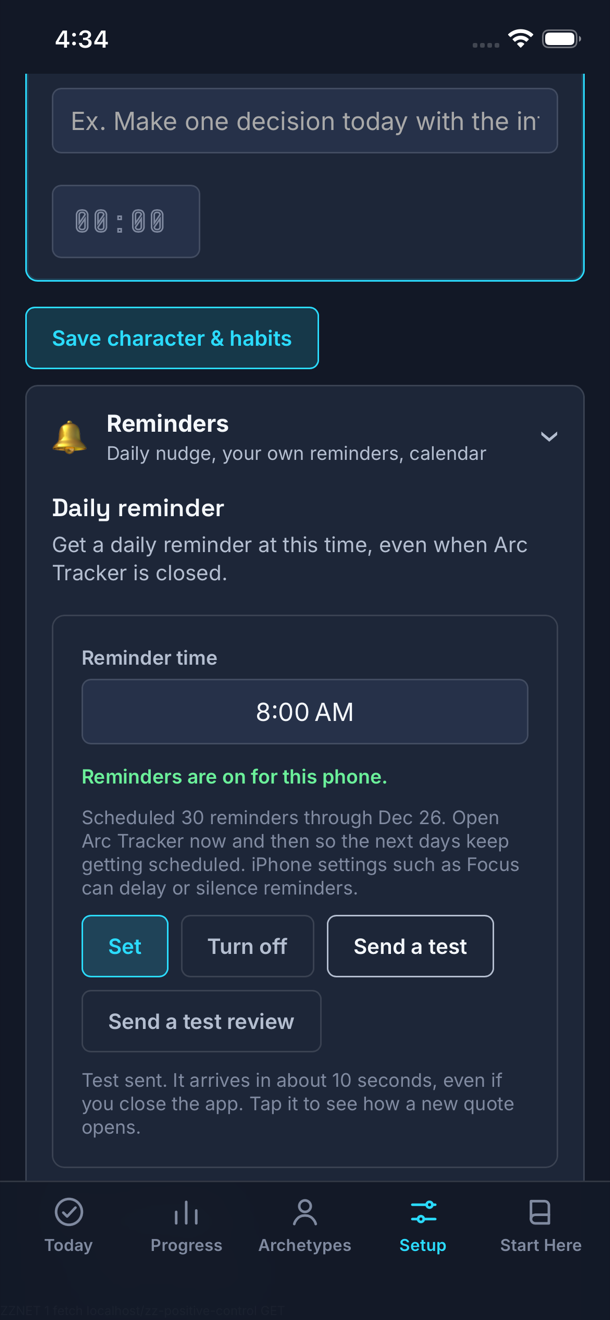 4:34
Ex. Make one decision today with the in
00:00
Save character & habits
Reminders
Daily nudge, your own reminders, calendar
Daily reminder
Get a daily reminder at this time, even when Arc
Tracker is closed.
Reminder time
8:00 AM
Reminders are on for this phone.
Scheduled 30 reminders through Dec 26. Open
Arc Tracker now and then so the next days keep
getting scheduled. iPhone settings such as Focus
can delay or silence reminders.
Set
Turn off
Send a test
Send a test review
Test sent. It arrives in about 10 seconds, even if
you close the app. Tap it to see how a new quote
opens.
Today
Progress
Archetypes
Setup
Start Here